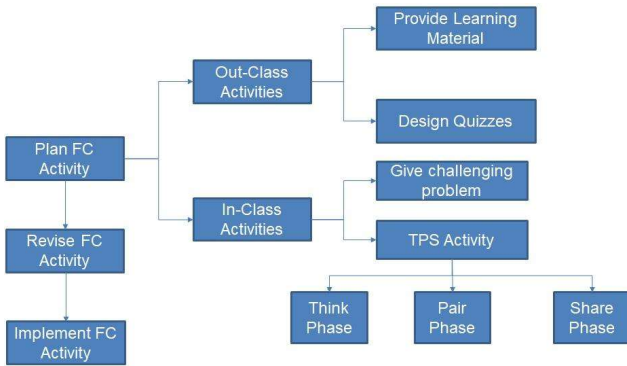 Provide Learning
Material
Out-Class
Activities
Design Quizzes
Plan FC
Activity
Give challenging
problem
In-Class
Activities
TPS Activity
Revise FC
Activity
Think
Phase
Pair
Phase
Share
Phase
Implement FC
Activity